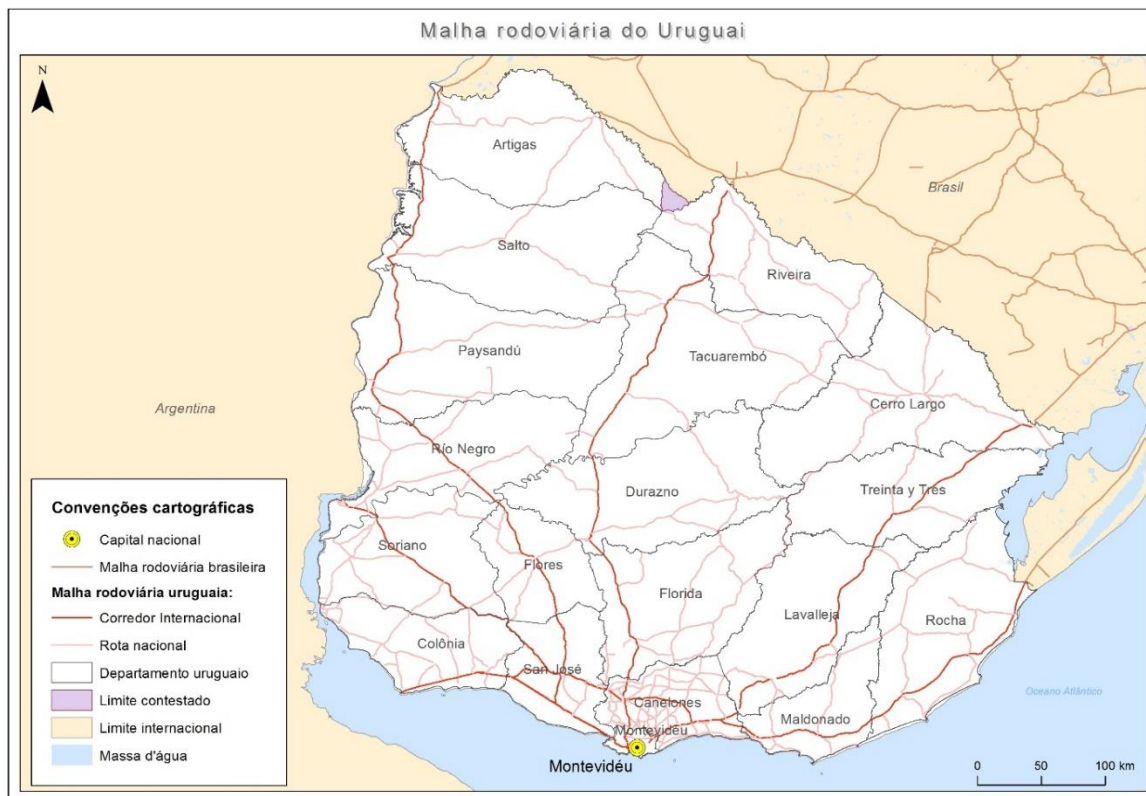 Malha rodoviária do Uruguai
N
Artigas
Brasil
Salto
Riveira
Paysandú
Tacuarembó
Argentina
Cerro Largo
Río Negro
Durazno
Treinta y Tres
Soriano
Flores
Florida
Lavalleja
Rocha
Colônia
San José
Canelones
Maldonado
Oceano Atlântico
Montevidéu
Montevidéu
Convenções cartográficas
Capital nacional
Malha rodoviária brasileira
Malha rodoviária uruguaia:
Corredor Internacional
Rota nacional
Departamento uruguaio
Limite contestado
Limite internacional
Massa d'água
0 50 100 km